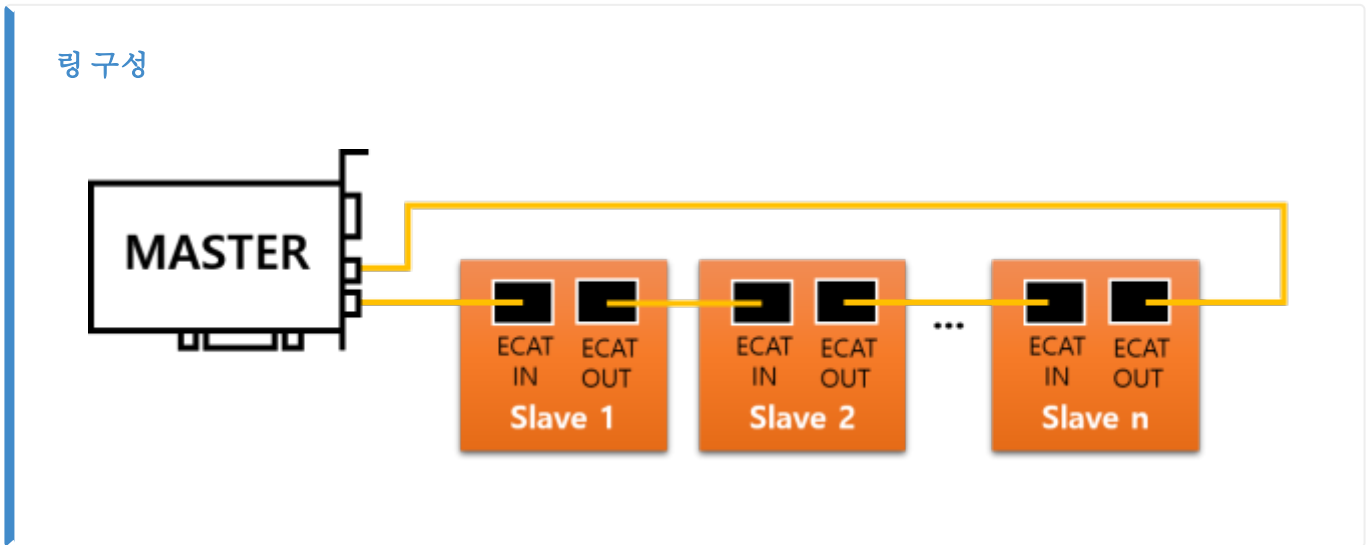 링 구성
MASTER
ECAT
IN
ECAT
OUT
Slave 1
ECAT
IN
ECAT
OUT
Slave 2
...
ECAT
IN
ECAT
OUT
Slave n